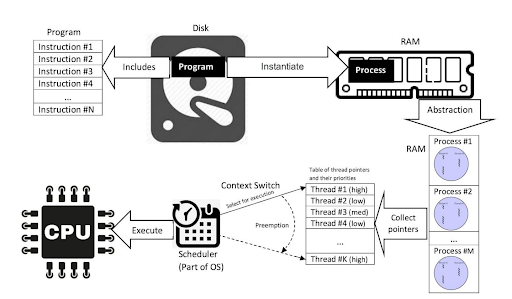 Program
Instruction #1
Instruction #2
Instruction #3
Instruction #4
...
Instruction #N
Includes
Disk
Program
Instantiate
RAM
Process
Abstraction
RAM
Process #1
Process #2
...
Process #M
Collect
pointers
Table of thread pointers
and their priorities
Thread #1 (high)
Thread #2 (low)
Thread #3 (med)
Thread #4 (low)
...
Thread #K (high)
Context Switch
Select for execution
Preemption
Scheduler
(Part of OS)
Execute
CPU